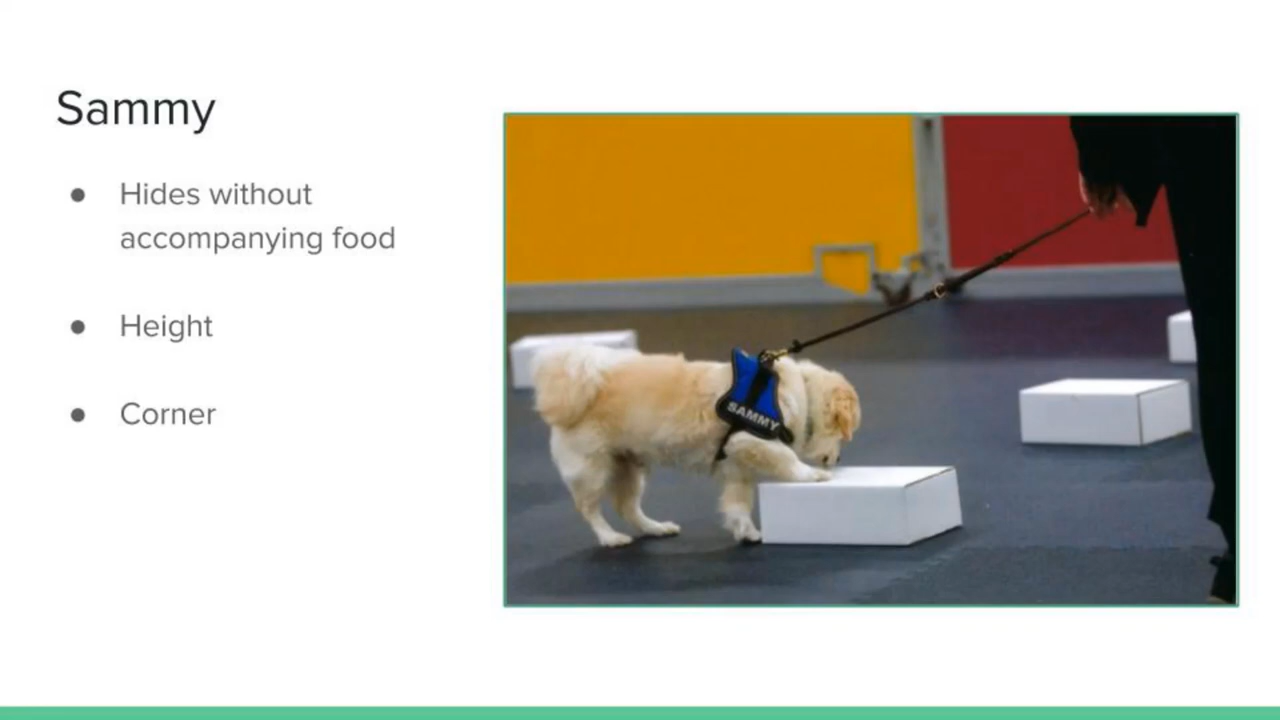 Sammy
● Hides without
accompanying food
● Height
● Corner
SAMMY